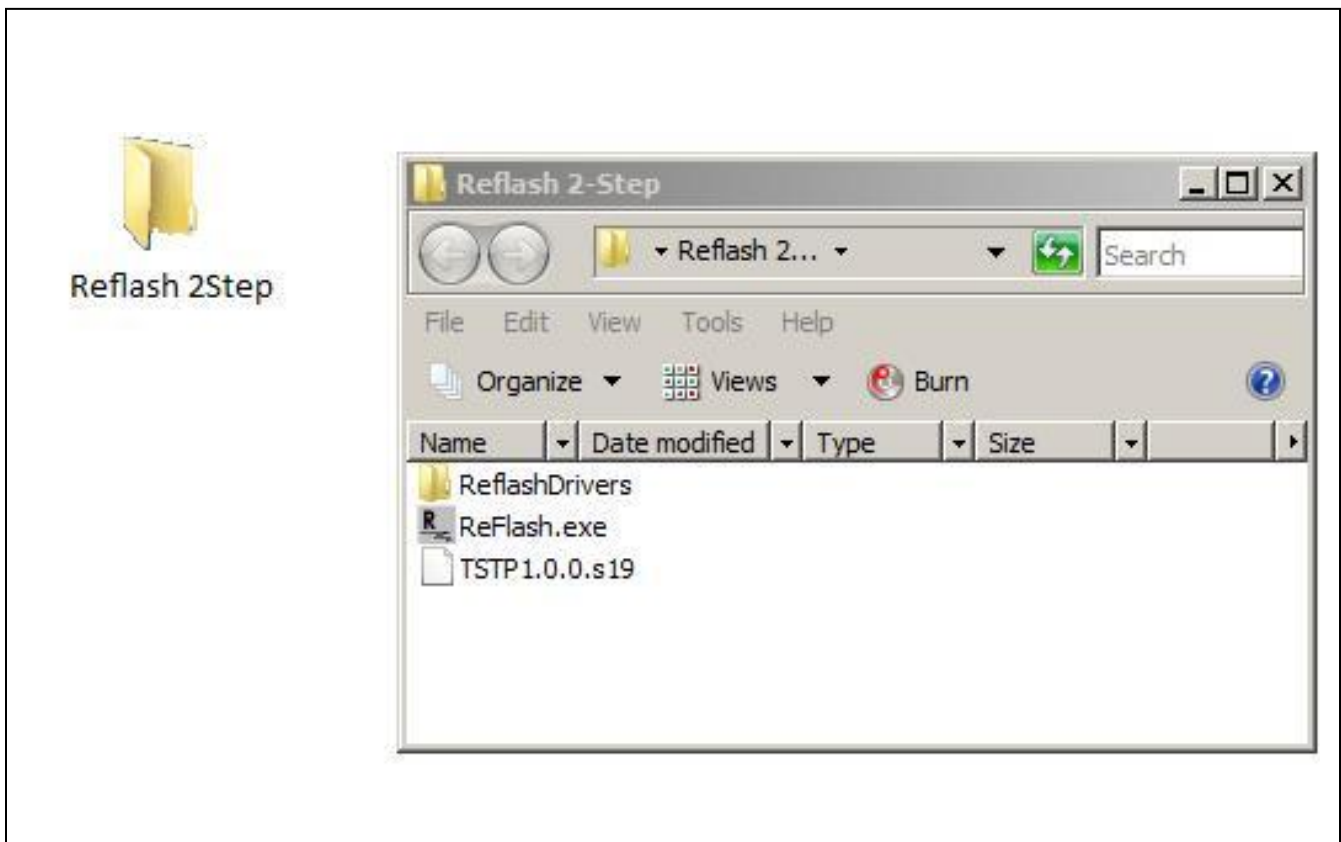 Reflash 2Step
Reflash 2-Step
Reflash 2... Search
File Edit View Tools Help
Organize Views Burn
Name Date modified Type Size
ReflashDrivers
R ReFlash.exe
TSTP1.0.0.s19